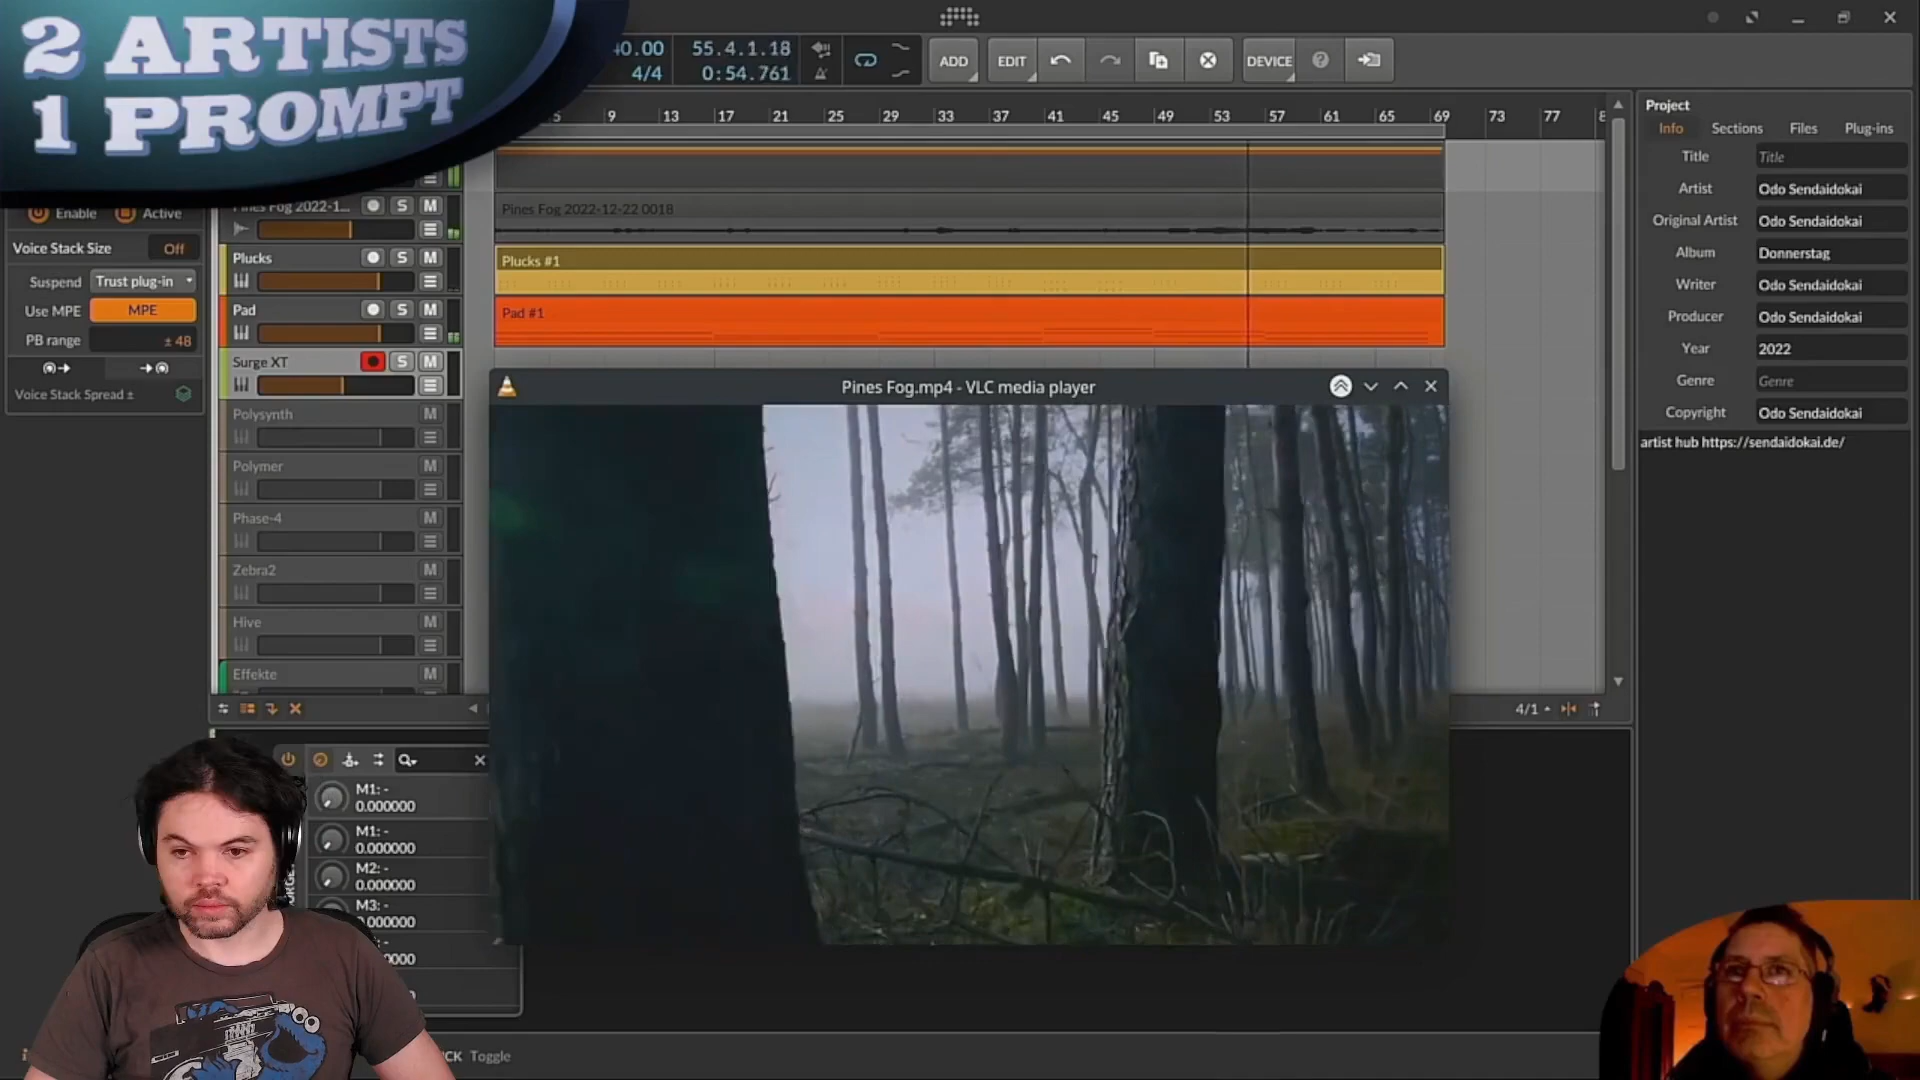 2 ARTISTS
1 PROMPT
40.00
4/4
55.4.1.18
0:54.761
ADD
EDIT
DEVICE
9 13 17 21 25 29 33 37 41 45 49 53 57 61 65 69 73 77
Enable
Active
Voice Stack Size Off
Suspend Trust plug-in
Use MPE MPE
PB range ± 48
Voice Stack Spread ±
Pines Fog 2022-1... S M
Plucks S M
Pad S M
Surge XT S M
Polysynth M
Polymer M
Phase-4 M
Zebra2 M
Hive M
Effekte M
Pines Fog 2022-12-22 0018
Plucks #1
Pad #1
Pines Fog.mp4 - VLC media player
4/1
Project
Info Sections Files Plug-ins
Title Title
Artist Odo Sendaidokai
Original Artist Odo Sendaidokai
Album Donnerstag
Writer Odo Sendaidokai
Producer Odo Sendaidokai
Year 2022
Genre Genre
Copyright Odo Sendaidokai
artist hub https://sendaidokai.de/
M1: -
0.000000
M1: -
0.000000
M2: -
0.000000
M3: -
Toggle